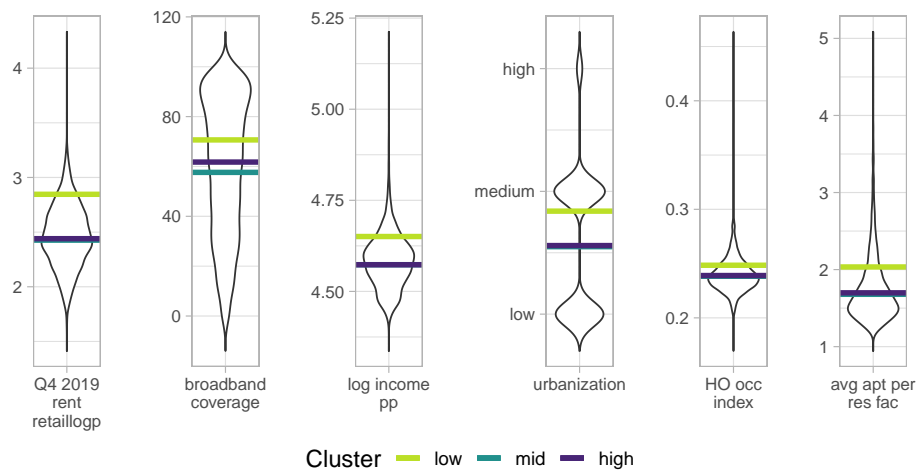 4
3
2
Q4 2019
rent
retaillogp
120
80
40
0
broadband
coverage
5.25
5.00
4.75
4.50
log income
pp
high
medium
low
urbanization
0.4
0.3
0.2
HO occ
index
5
4
3
2
1
avg apt per
res fac
Cluster low mid high